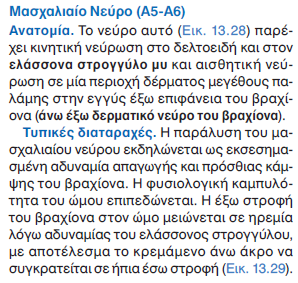 Μασχαλιαίο Νεύρο (Α5-Α6)
Ανατομία. Το νεύρο αυτό (Εικ. 13.28) παρέ-
χει κινητική νεύρωση στο δελτοειδή και στον
ελάσσονα στρογγύλο μυ και αισθητική νεύ-
ρωση σε μία περιοχή δέρματος μεγέθους πα-
λάμης στην εγγύς έξω επιφάνεια του βραχί-
ονα (άνω έξω δερματικό νεύρο του βραχίονα).
Τυπικές διαταραχές. Η παράλυση του μα-
σχαλιαίου νεύρου εκδηλώνεται ως εκσεσημα-
σμένη αδυναμία απαγωγής και πρόσθιας κάμ-
ψης του βραχίονα. Η φυσιολογική καμπυλό-
τητα του ώμου επιπεδώνεται. Η έξω στροφή
του βραχίονα στον ώμο μειώνεται σε ηρεμία
λόγω αδυναμίας του ελάσσονος στρογγύλου,
με αποτέλεσμα το κρεμάμενο άνω άκρο να
συγκρατείται σε ήπια έσω στροφή (Εικ. 13.29).